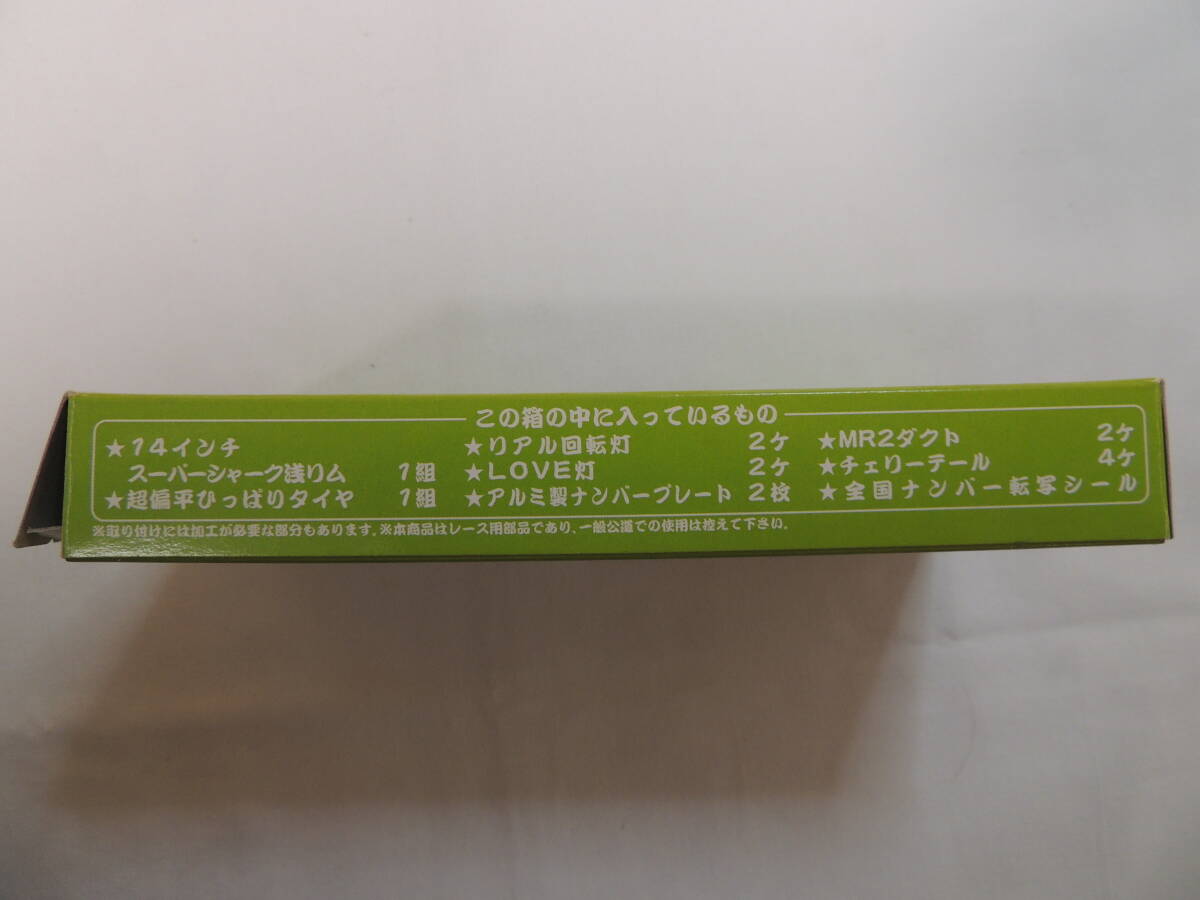 この箱の中に入っているもの
★14インチ
スーパーシャーク浅リム 1組
★超偏平ひっぱりタイヤ 1組
★リアル回転灯 2ケ
★LOVE灯 2ケ
★アルミ製ナンバープレート 2枚
★MR2ダクト 2ケ
★チェリーテール 4ケ
★全国ナンバー転写シール
※取り付けには加工が必要な部分もあります。※本商品はレース用部品であり、一般公道での使用は控えて下さい。